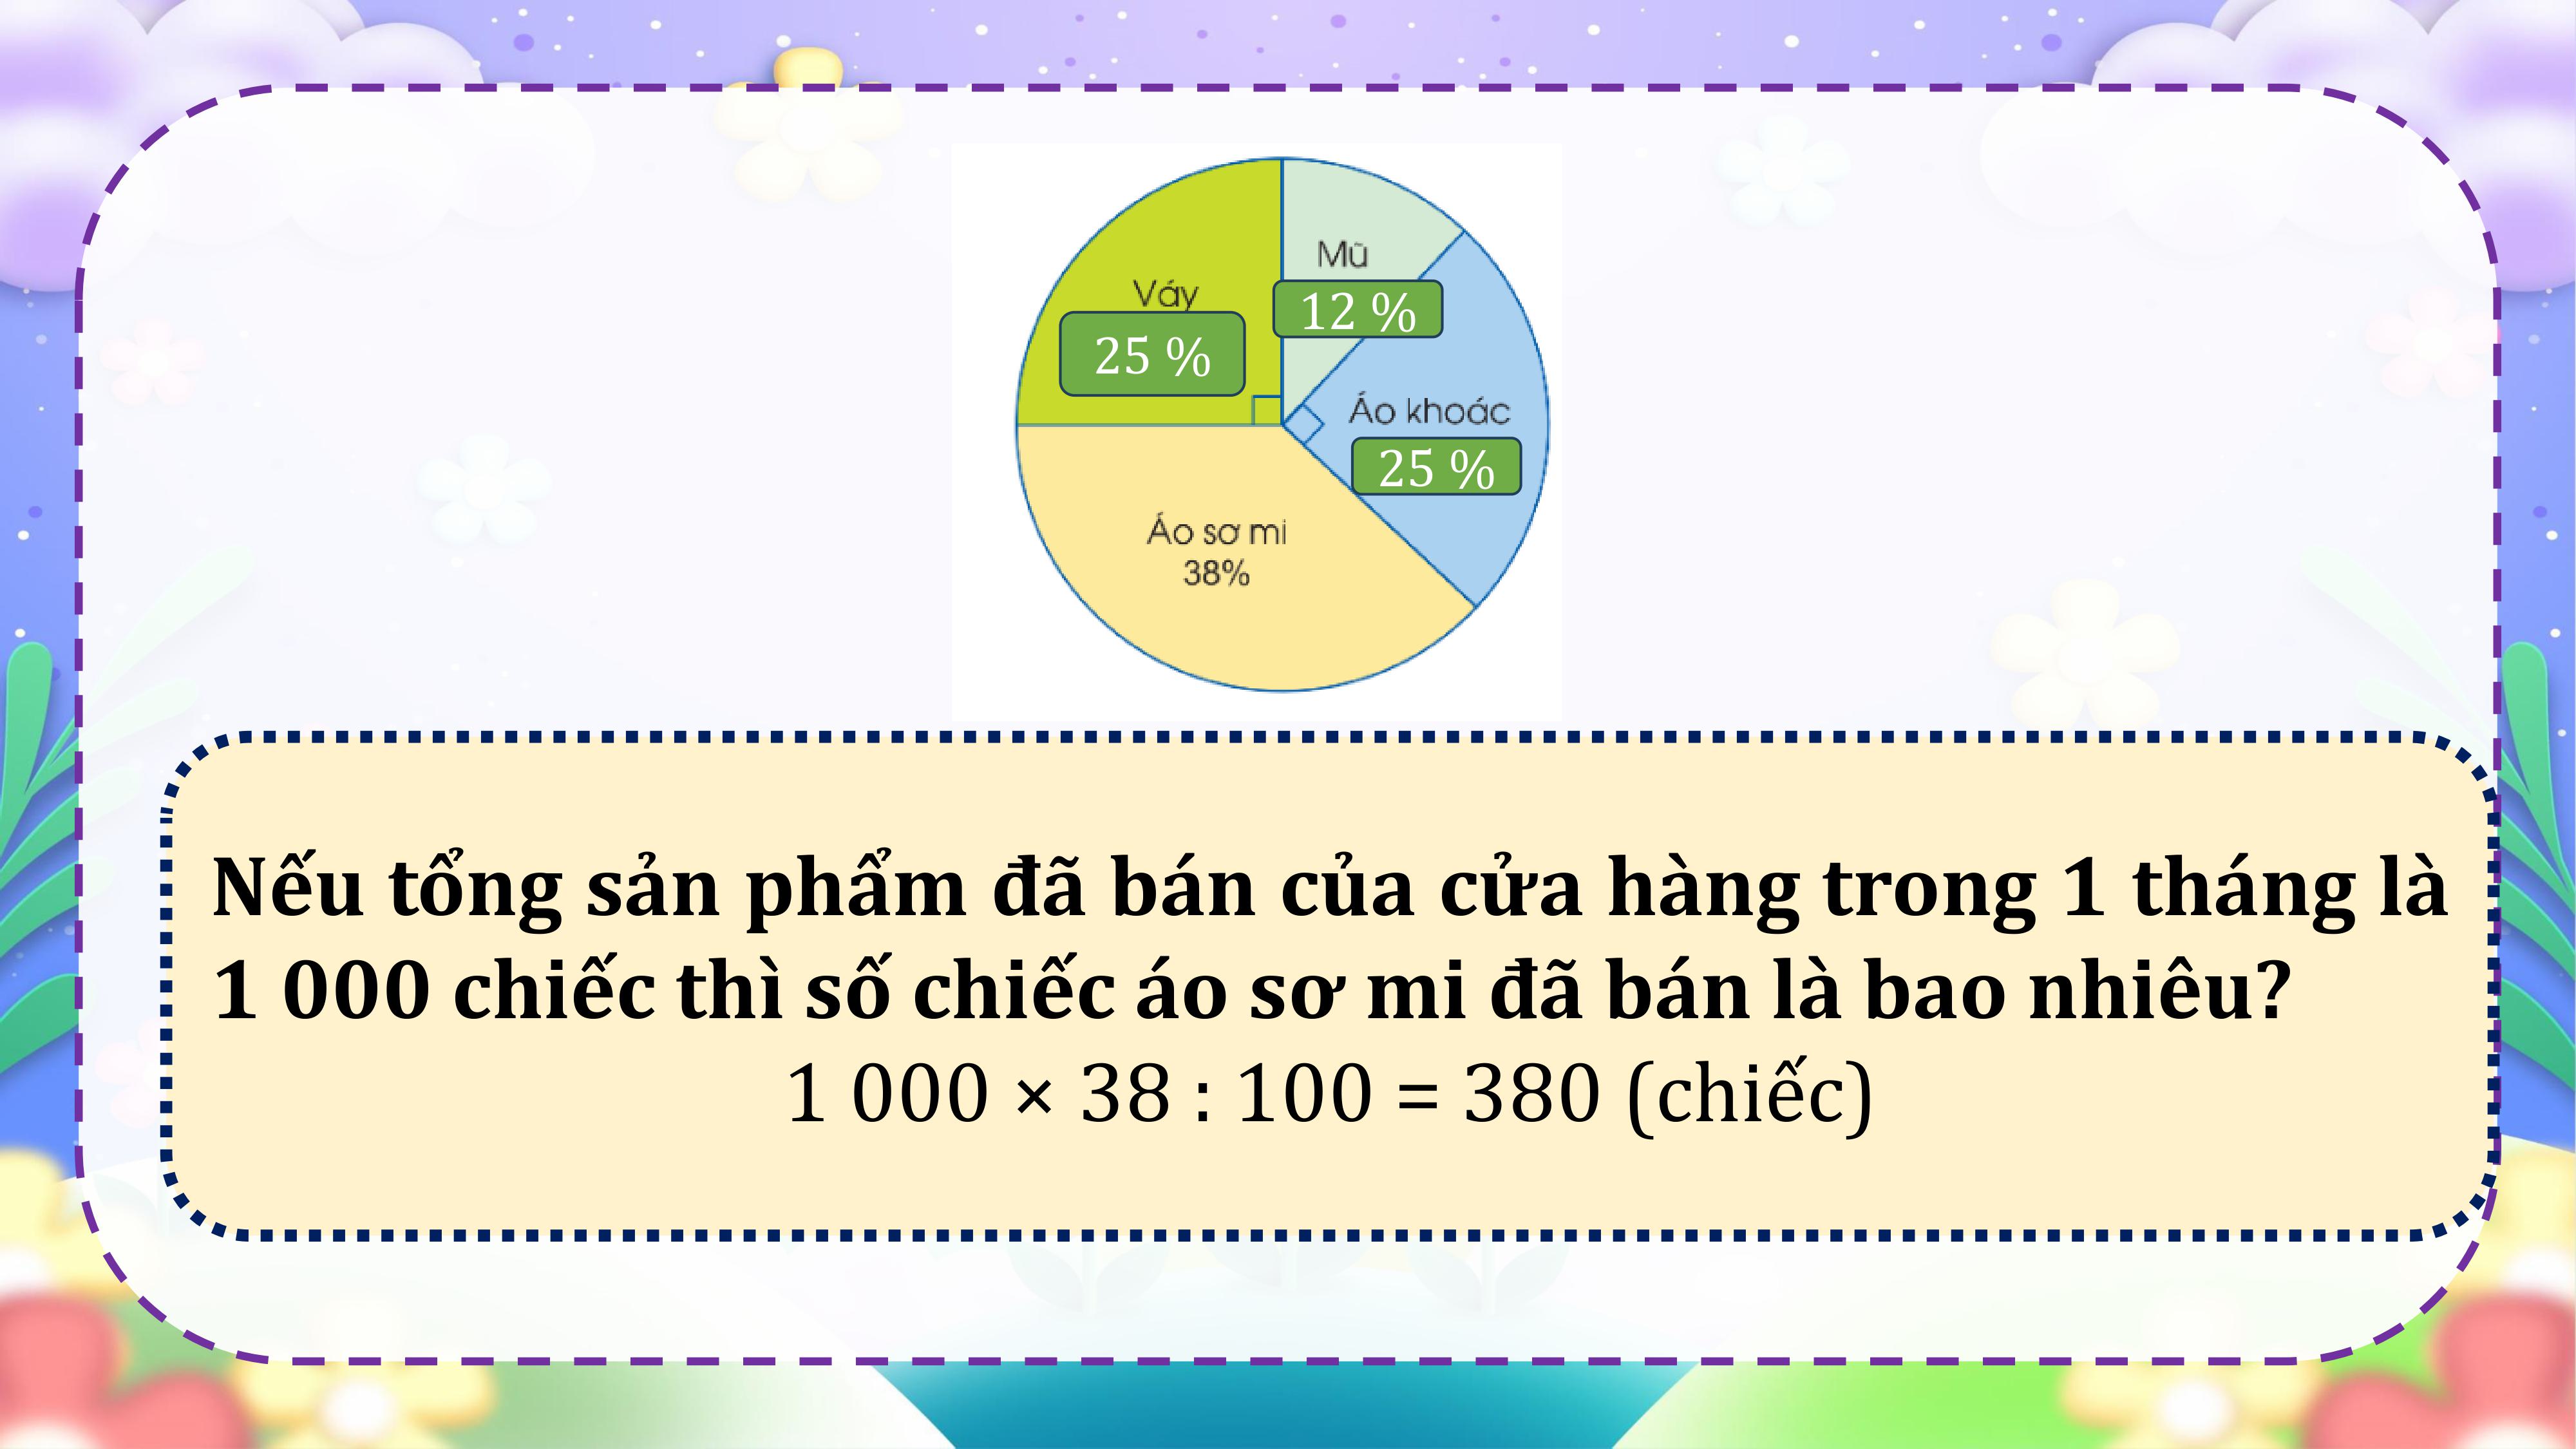 Mũ
12 %
Váy
25 %
Áo khoác
25 %
Áo sơ mi
38%
Nếu tổng sản phẩm đã bán của cửa hàng trong 1 tháng là
1 000 chiếc thì số chiếc áo sơ mi đã bán là bao nhiêu?
1 000 × 38 : 100 = 380 (chiếc)